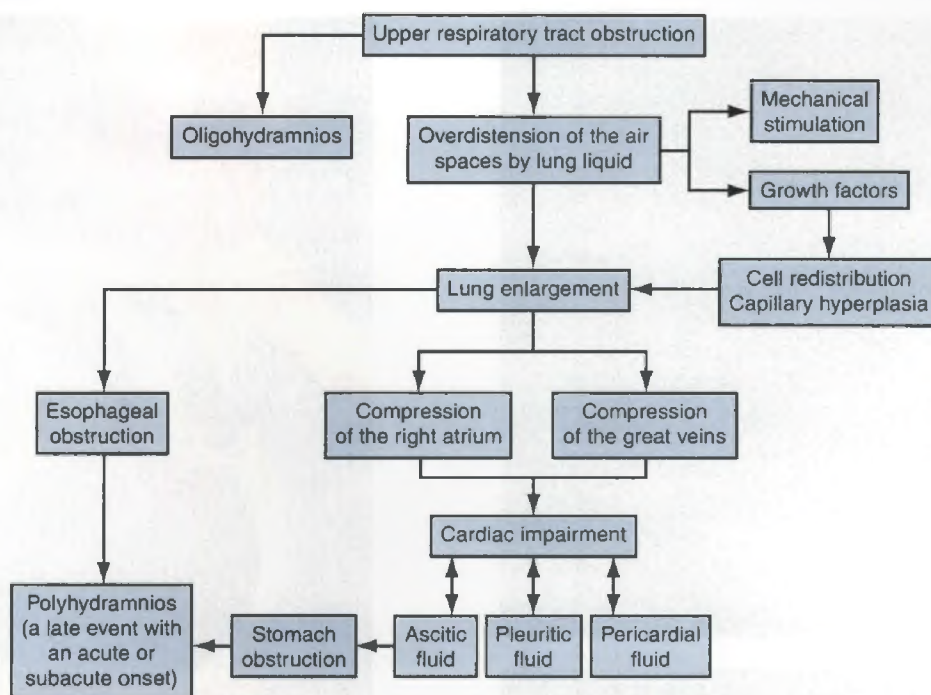 Upper respiratory tract obstruction
Oligohydramnios
Overdistension of the air
spaces by lung liquid
Mechanical
stimulation
Growth factors
Cell redistribution
Capillary hyperplasia
Lung enlargement
Esophageal
obstruction
Compression
of the right atrium
Compression
of the great veins
Cardiac impairment
Polyhydramnios
(a late event with
an acute or
subacute onset)
Stomach
obstruction
Ascitic
fluid
Pleuritic
fluid
Pericardial
fluid